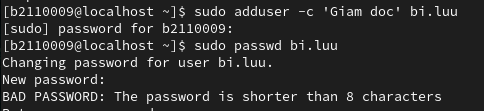 [b2110009@localhost ~]$ sudo adduser -c 'Giam doc' bi.luu
[sudo] password for b2110009:
[b2110009@localhost ~]$ sudo passwd bi.luu
Changing password for user bi.luu.
New password:
BAD PASSWORD: The password is shorter than 8 characters